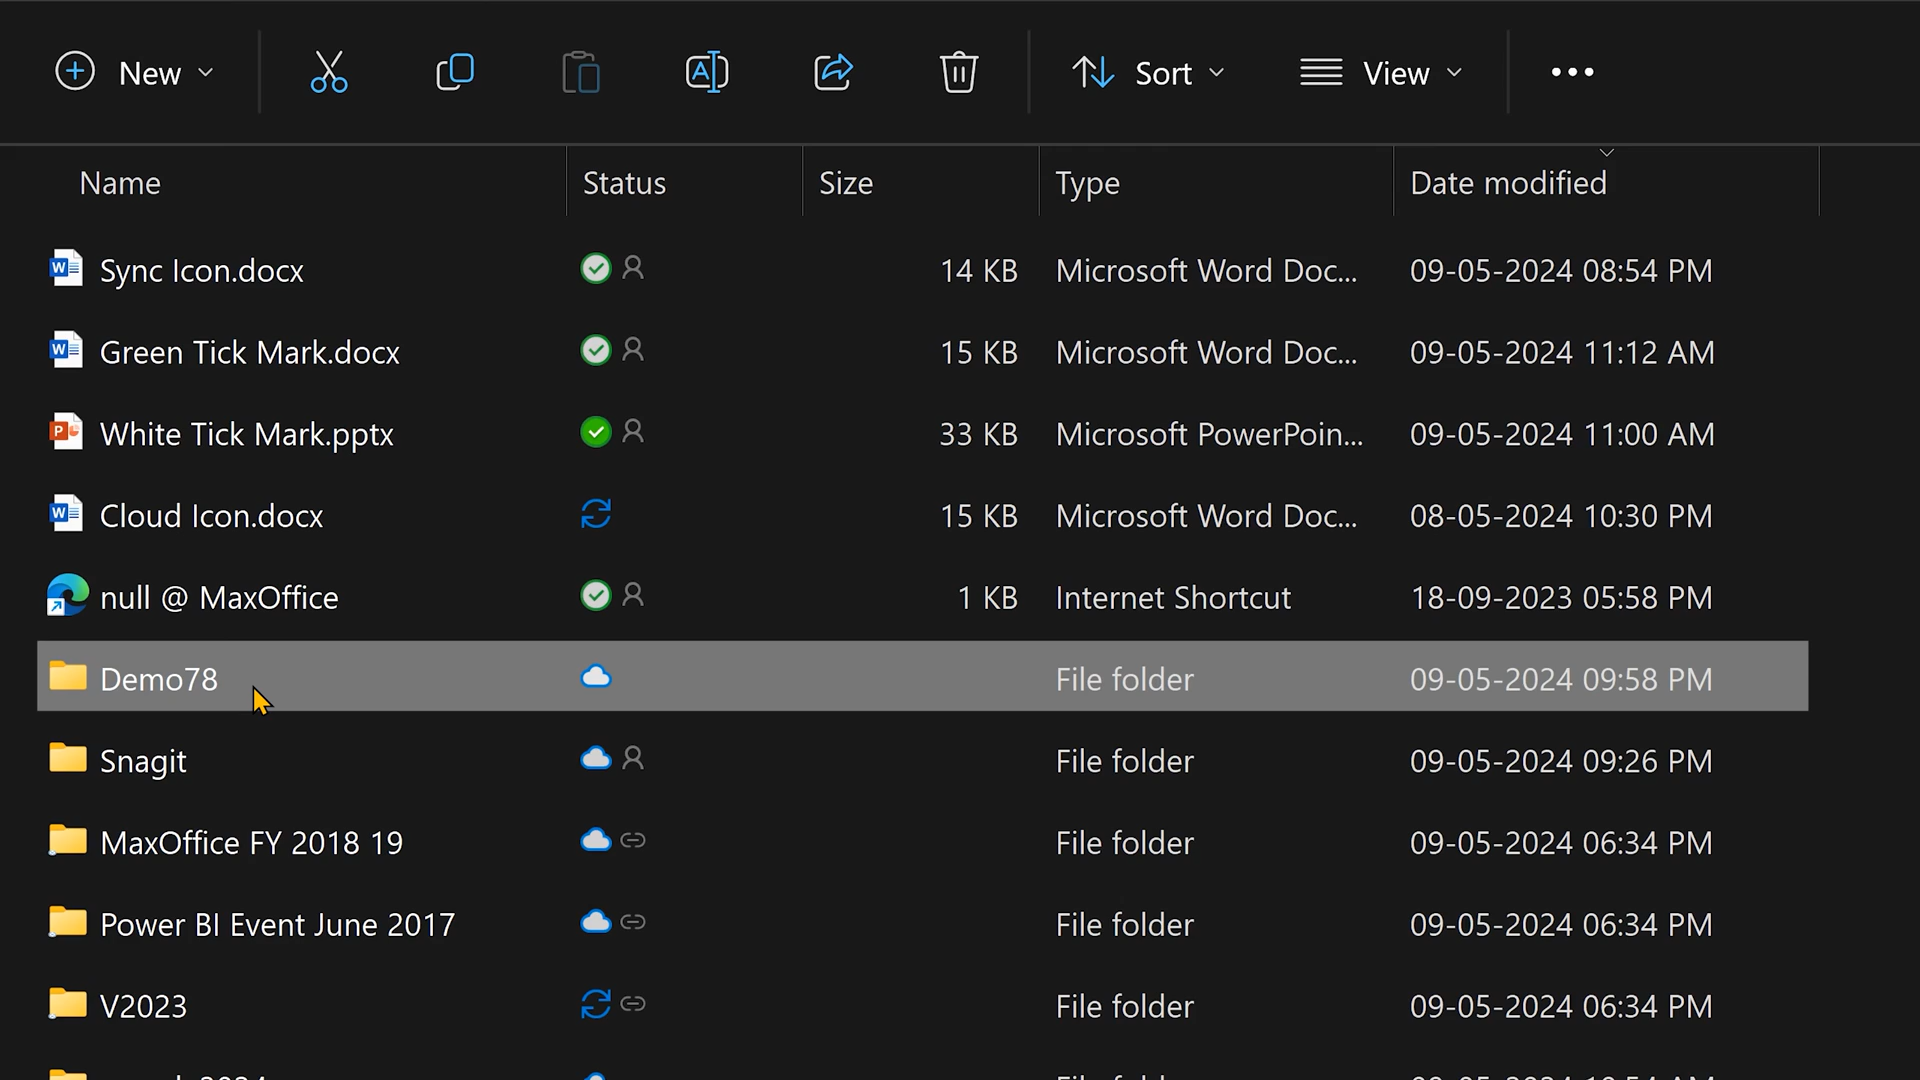 New Sort View
Name Status Size Type Date modified
Sync Icon.docx 14 KB Microsoft Word Doc... 09-05-2024 08:54 PM
Green Tick Mark.docx 15 KB Microsoft Word Doc... 09-05-2024 11:12 AM
White Tick Mark.pptx 33 KB Microsoft PowerPoin... 09-05-2024 11:00 AM
Cloud Icon.docx 15 KB Microsoft Word Doc... 08-05-2024 10:30 PM
null @ MaxOffice 1 KB Internet Shortcut 18-09-2023 05:58 PM
Demo78 File folder 09-05-2024 09:58 PM
Snagit File folder 09-05-2024 09:26 PM
MaxOffice FY 2018 19 File folder 09-05-2024 06:34 PM
Power BI Event June 2017 File folder 09-05-2024 06:34 PM
V2023 File folder 09-05-2024 06:34 PM